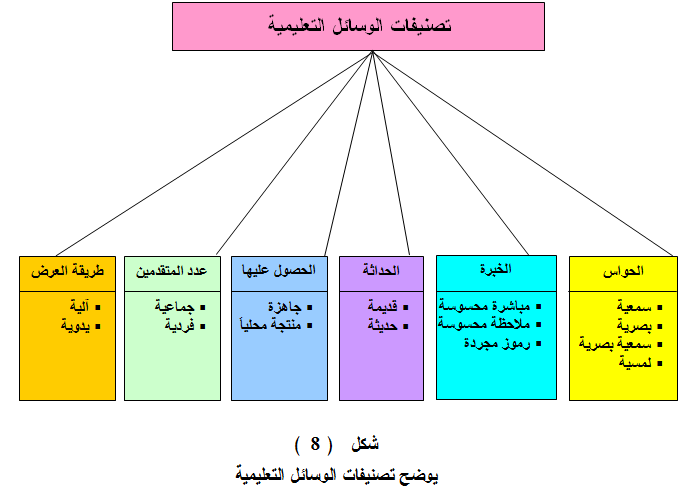 تصنيفات الوسائل التعليمية
الحواس
سمعية
بصرية
سمعية بصرية
لمسية
الخبرة
مباشرة محسوسة
ملاحظة محسوسة
رموز مجردة
الحداثة
قديمة
حديثة
الحصول عليها
جاهزة
منتجة محلياً
عدد المتقدمين
جماعية
فردية
طريقة العرض
آلية
يدوية
شكل ( 8 )
يوضح تصنيفات الوسائل التعليمية